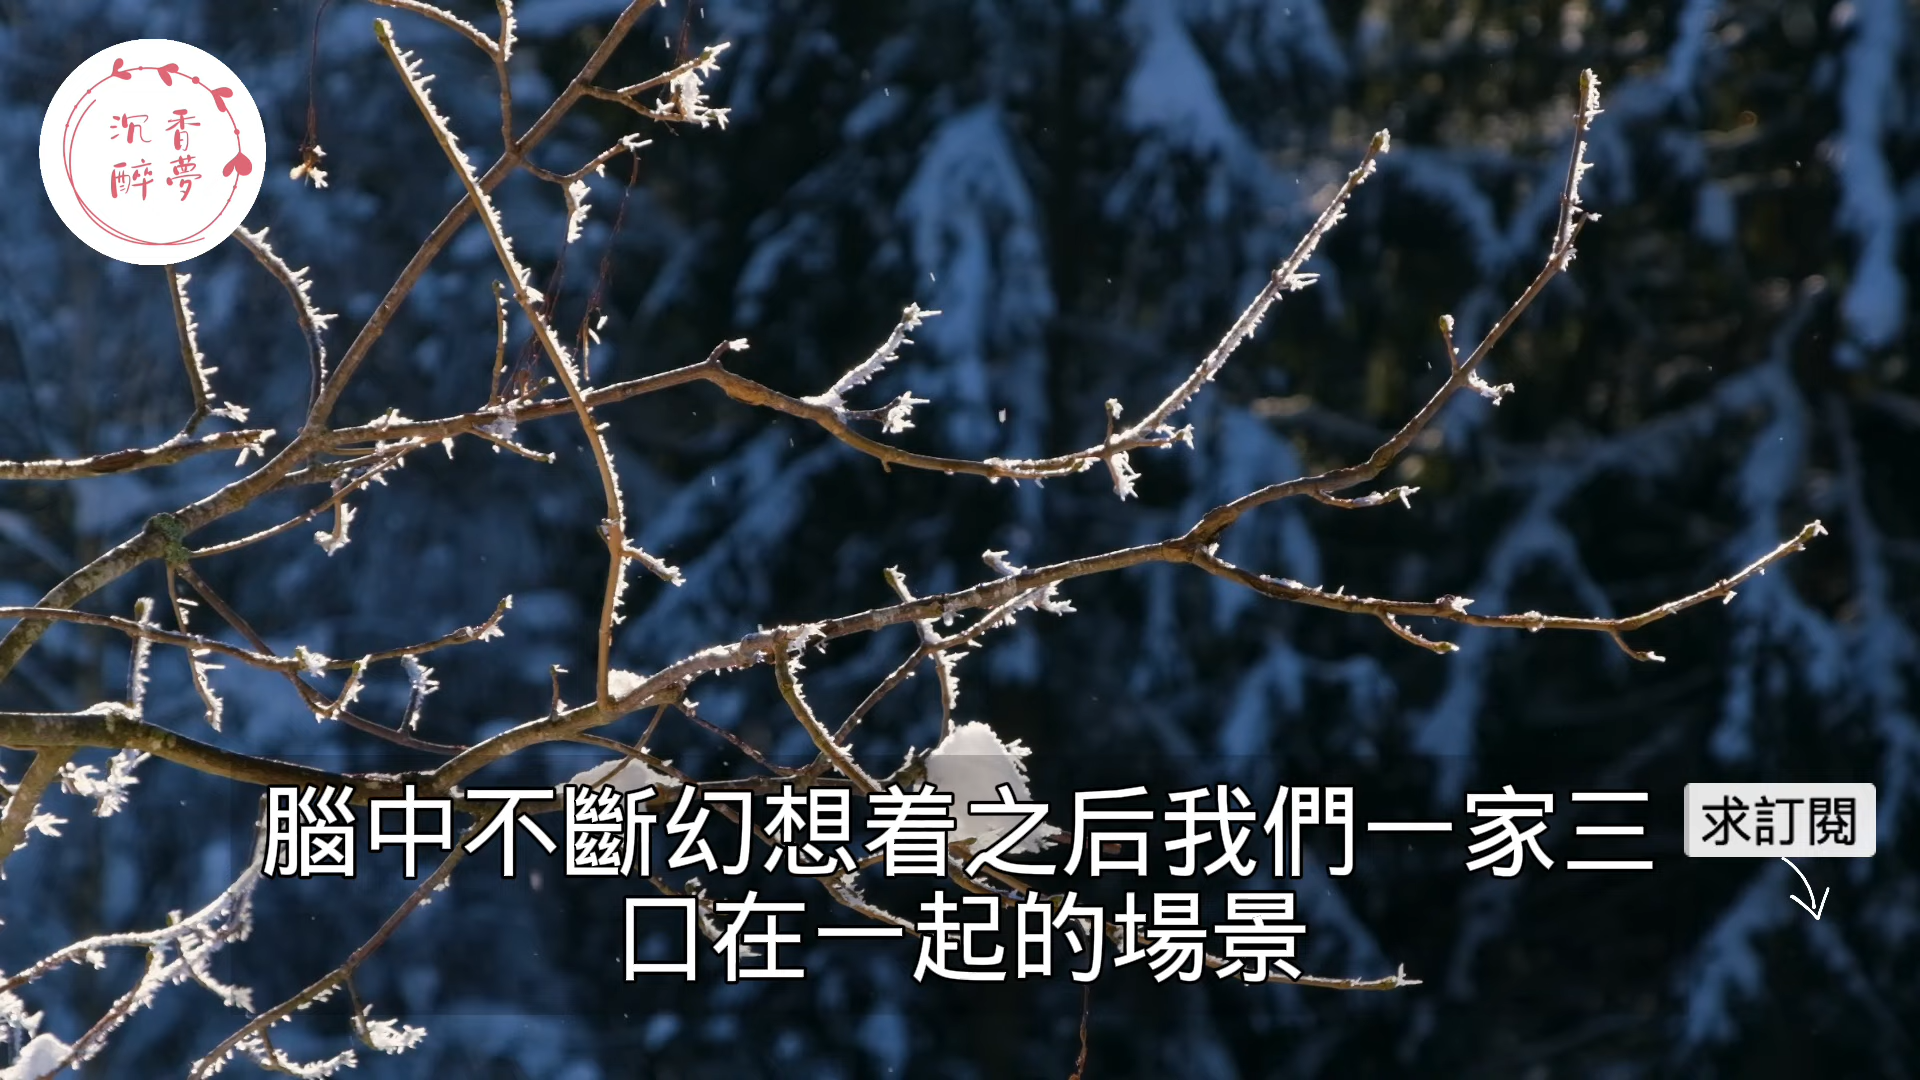 沉香
醉夢
腦中不斷幻想着之后我們一家三
口在一起的場景
求訂閱